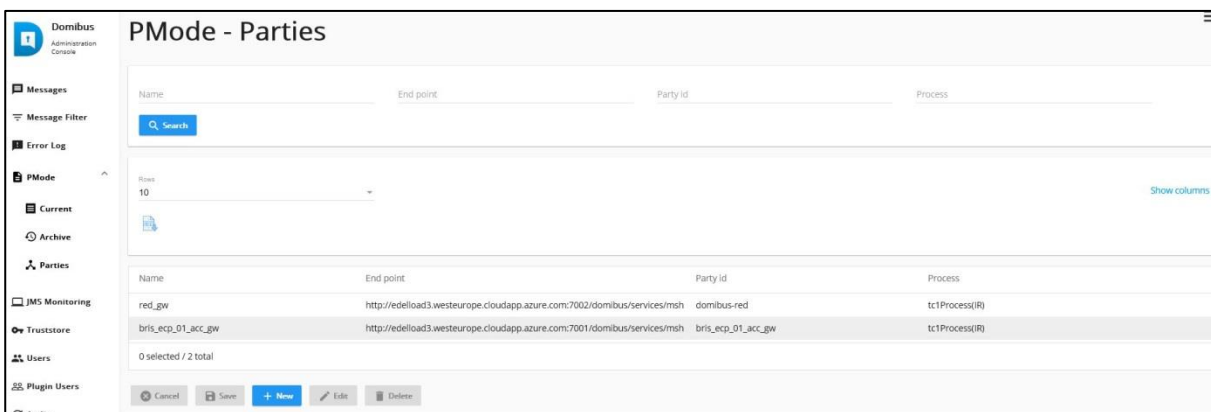 Domibus
Administration
Console
PMode - Parties
Messages
Message Filter
Error Log
PMode
Current
Archive
Parties
JMS Monitoring
Truststore
Users
Plugin Users
Name End point Party id Process
Search
Rows
10
Show columns
Name End point Party id Process
red_gw http://edelload3.westeurope.cloudapp.azure.com:7002/domibus/services/msh domibus-red tc1Process(IR)
bris_ecp_01_acc_gw http://edelload3.westeurope.cloudapp.azure.com:7001/domibus/services/msh bris_ecp_01_acc_gw tc1Process(IR)
0 selected / 2 total
Cancel Save + New Edit Delete